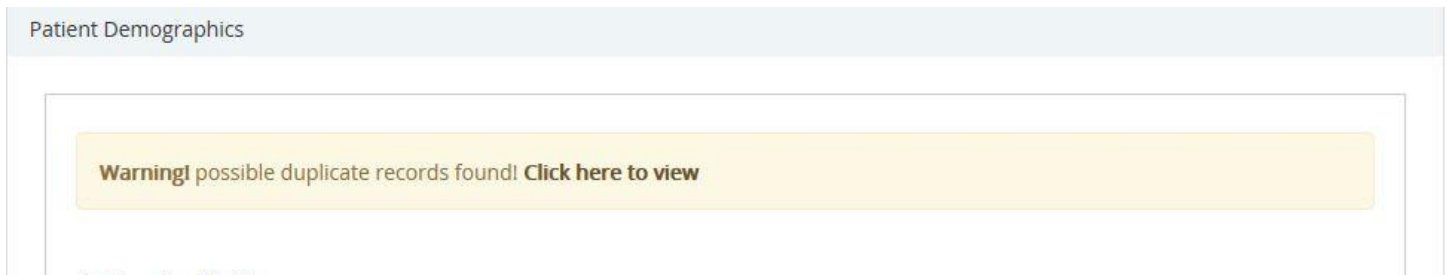 Patient Demographics
Warning! possible duplicate records found! Click here to view